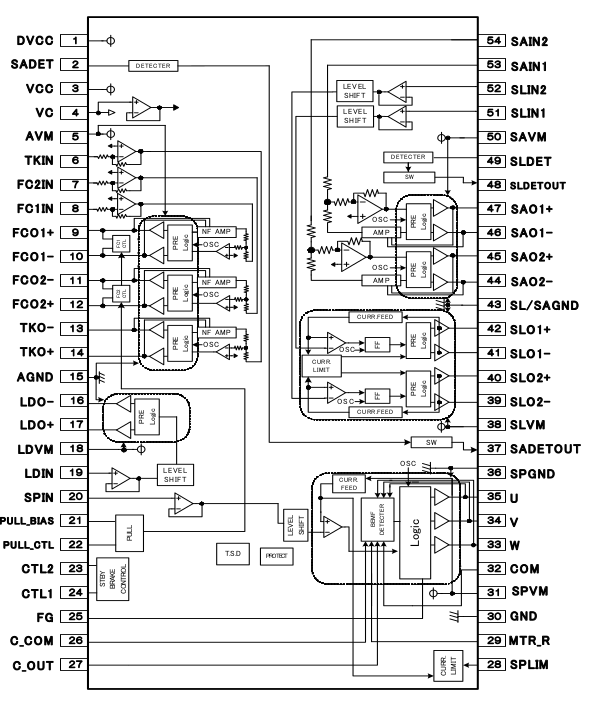 DVCC 1
SADET 2
VCC 3
VC 4
AVM 5
TKIN 6
FC2IN 7
FC1IN 8
FCO1+ 9
FCO1- 10
FCO2- 11
FCO2+ 12
TKO- 13
TKO+ 14
AGND 15
LDO- 16
LDO+ 17
LDVM 18
LDIN 19
SPIN 20
PULL_BIAS 21
PULL_CTL 22
CTL2 23
CTL1 24
FG 25
C_COM 26
C_OUT 27
54 SAIN2
53 SAIN1
52 SLIN2
51 SLIN1
50 SAVM
49 SLDET
48 SLDETOUT
47 SAO1+
46 SAO1-
45 SAO2+
44 SAO2-
43 SL/SAGND
42 SLO1+
41 SLO1-
40 SLO2+
39 SLO2-
38 SLVM
37 SADETOUT
36 SPGND
35 U
34 V
33 W
32 COM
31 SPVM
30 GND
29 MTR_R
28 SPLIM
DETECTER
PRE
Logic
NF AMP
OSC
PRE
Logic
NF AMP
OSC
PRE
Logic
NF AMP
OSC
PRE
Logic
LEVEL
SHIFT
PULL
STBY
BRAKE
CONTROL
T.S.D
PROTECT
LEVEL
SHIFT
LEVEL
SHIFT
LEVEL
SHIFT
DETECTER
SW
OSC
PRE
Logic
AMP
OSC
PRE
Logic
AMP
CURR.FEED
OSC
FF
PRE
Logic
CURR.
LIMIT
OSC
FF
PRE
Logic
CURR.FEED
SW
OSC
CURR.
FEED
BEMF
DETECTER
Logic
CURR.
LIMIT